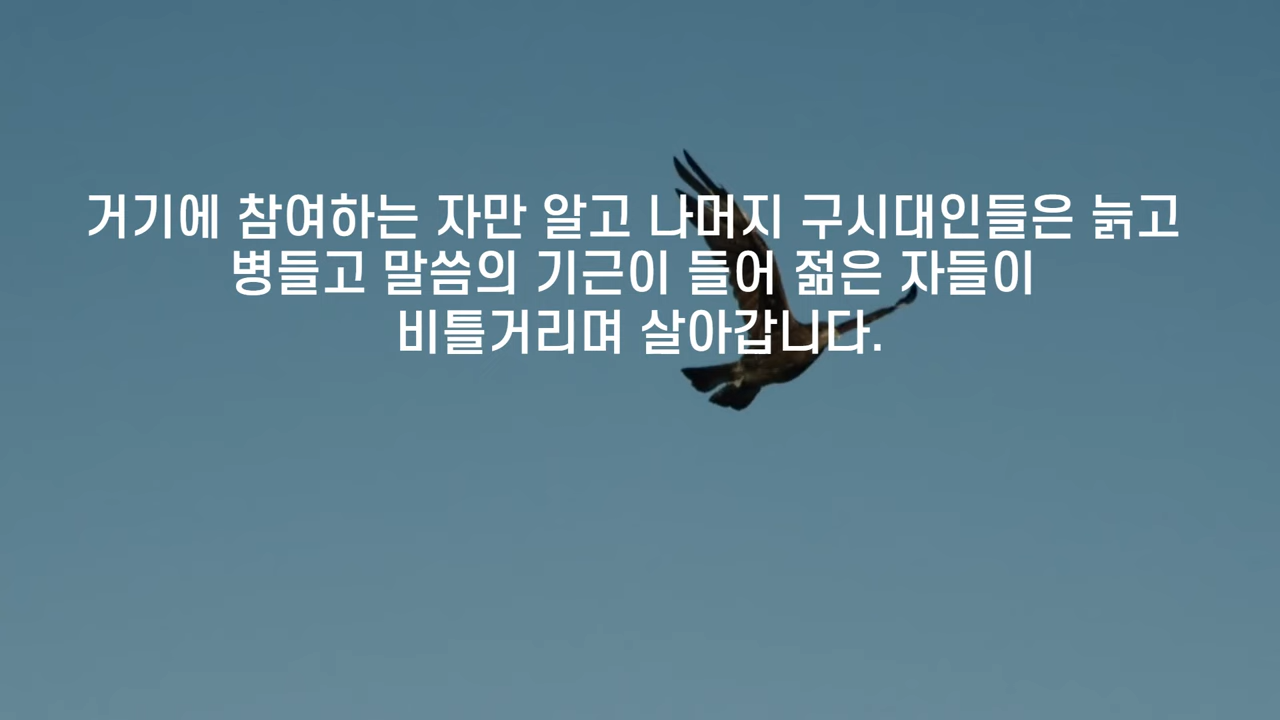 거기에 참여하는 자만 알고 나머지 구시대인들은 늙고
병들고 말씀의 기근이 들어 젊은 자들이
비틀거리며 살아갑니다.